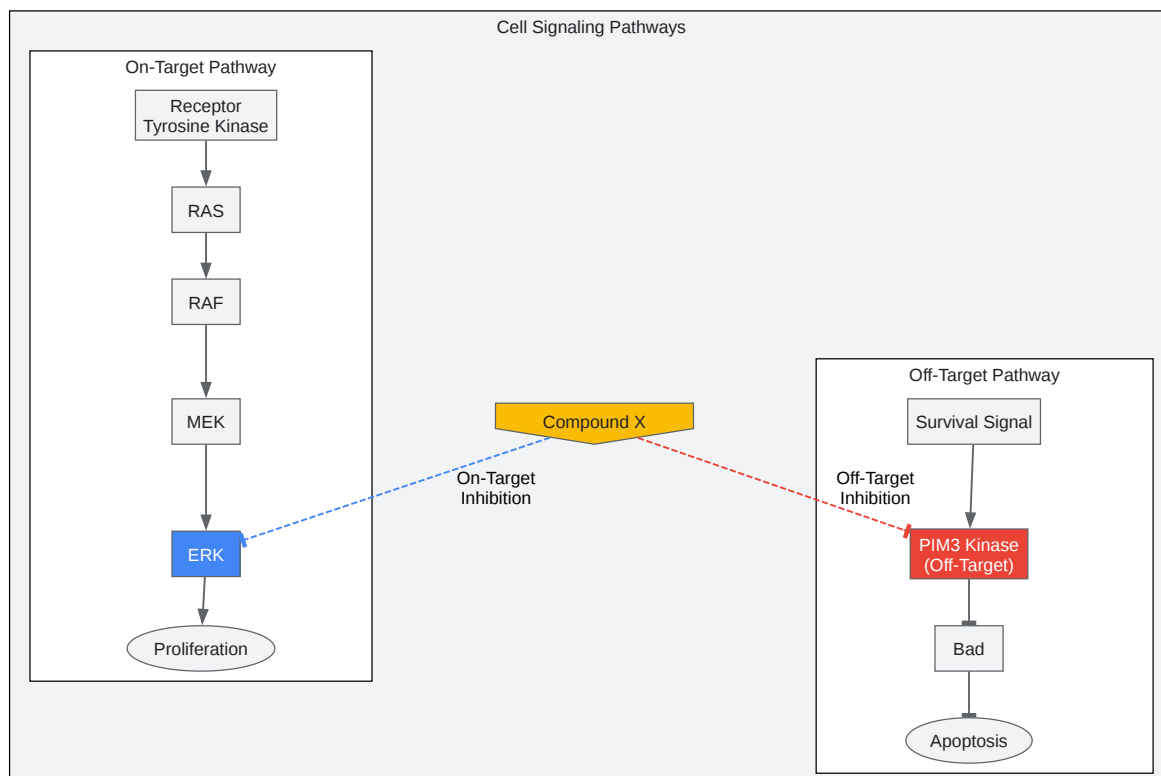 Cell Signaling Pathways
On-Target Pathway
Receptor
Tyrosine Kinase
RAS
RAF
MEK
ERK
Proliferation
Compound X
On-Target
Inhibition
Off-Target
Inhibition
Off-Target Pathway
Survival Signal
PIM3 Kinase
(Off-Target)
Bad
Apoptosis